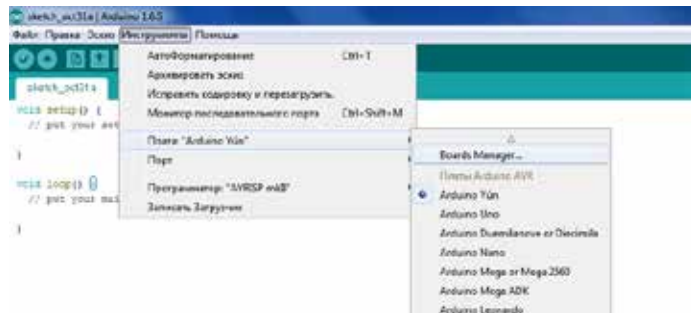 sketch_oct31a | Arduino 1.6.5
Файл Правка Эскиз Инструменты Помощь
АвтоФорматирование Ctrl+T
Архивировать эскиз
Исправить кодировку и перезагрузить.
Монитор последовательного порта Ctrl+Shift+M
Плата "Arduino Yún"
Порт
Программатор: "AVRISP mkII"
Записать Загрузчик
sketch_oct31a
void setup() {
// put your set
}
void loop() {
// put your mai
}
Boards Manager...
Платы Arduino AVR
Arduino Yún
Arduino Uno
Arduino Duemilanove or Diecimila
Arduino Nano
Arduino Mega or Mega 2560
Arduino Mega ADK
Arduino Leonardo